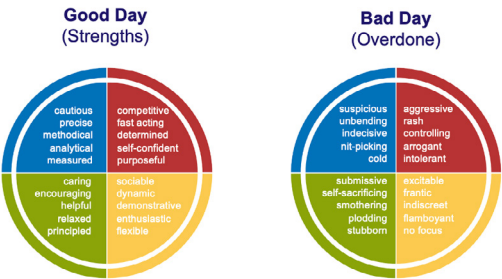 Good Day
(Strengths)
cautious
precise
methodical
analytical
measured
competitive
fast acting
determined
self-confident
purposeful
caring
encouraging
helpful
relaxed
principled
sociable
dynamic
demonstrative
enthusiastic
flexible
Bad Day
(Overdone)
suspicious
unbending
indecisive
nit-picking
cold
aggressive
rash
controlling
arrogant
intolerant
submissive
self-sacrificing
smothering
plodding
stubborn
excitable
frantic
indiscreet
flamboyant
no focus